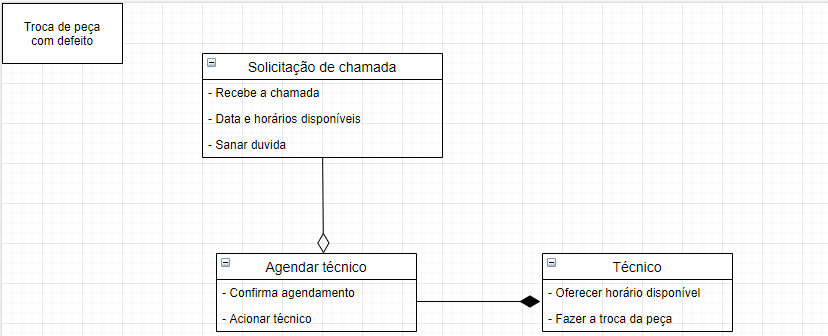 Troca de peça
com defeito
Solicitação de chamada
- Recebe a chamada
- Data e horários disponíveis
- Sanar duvida
Agendar técnico
- Confirma agendamento
- Acionar técnico
Técnico
- Oferecer horário disponível
- Fazer a troca da peça